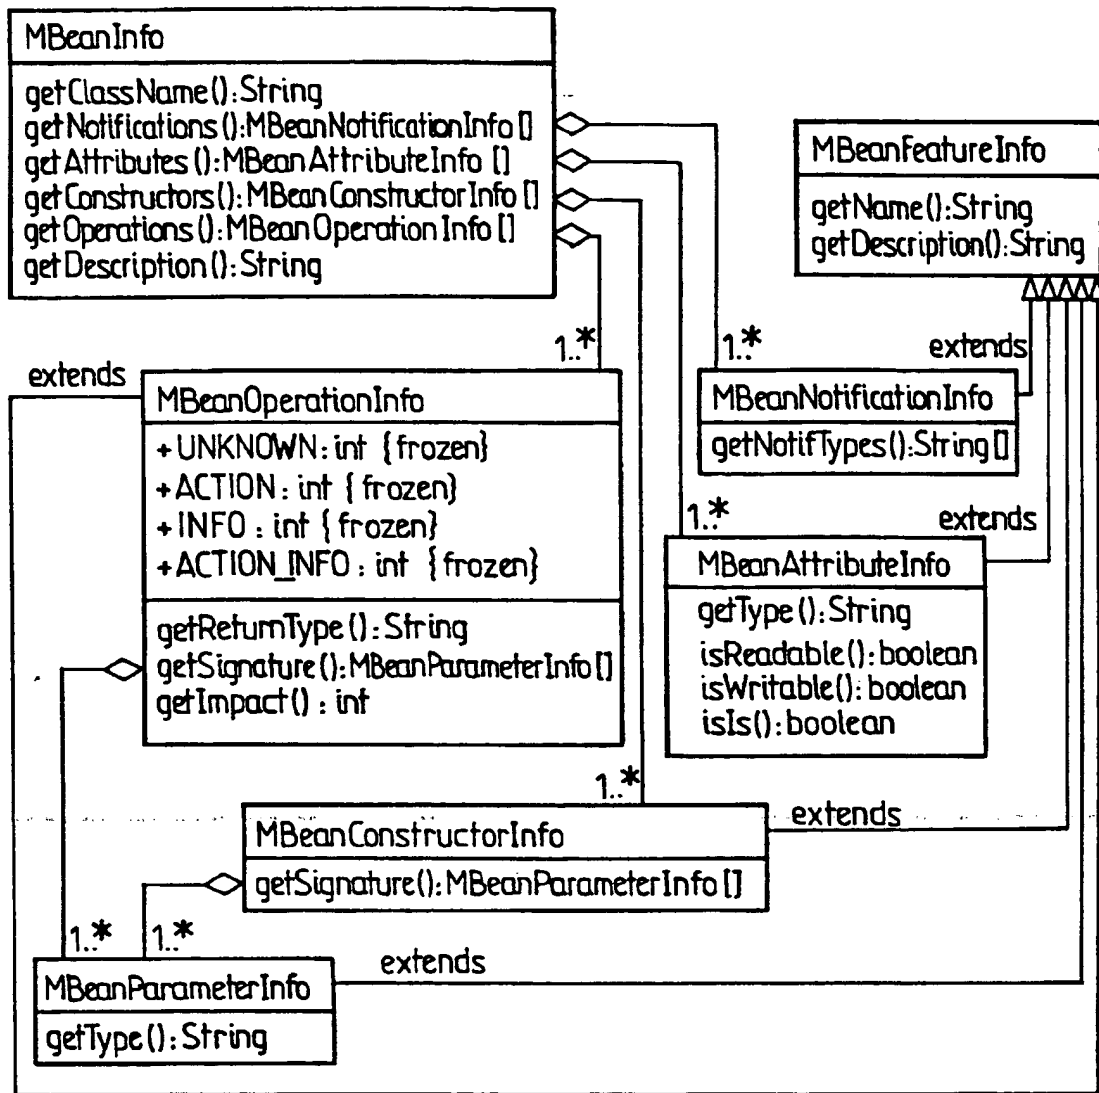 MBeanInfo
getClassName():String
getNotifications():MBeanNotificationInfo[]
getAttributes():MBeanAttributeInfo[]
getConstructors():MBeanConstructorInfo[]
getOperations():MBeanOperationInfo[]
getDescription():String
MBeanFeatureInfo
getName():String
getDescription():String
1..*
1..*
extends
extends
MBeanOperationInfo
+UNKNOWN: int {frozen}
+ACTION: int {frozen}
+INFO: int {frozen}
+ACTION_INFO: int {frozen}
getReturnType():String
getSignature():MBeanParameterInfo[]
getImpact(): int
MBeanNotificationInfo
getNotifTypes():String[]
1..*
extends
MBeanAttributeInfo
getType():String
isReadable():boolean
isWritable():boolean
isIs():boolean
1..*
extends
MBeanConstructorInfo
getSignature():MBeanParameterInfo[]
1..*
1..*
extends
MBeanParameterInfo
getType():String